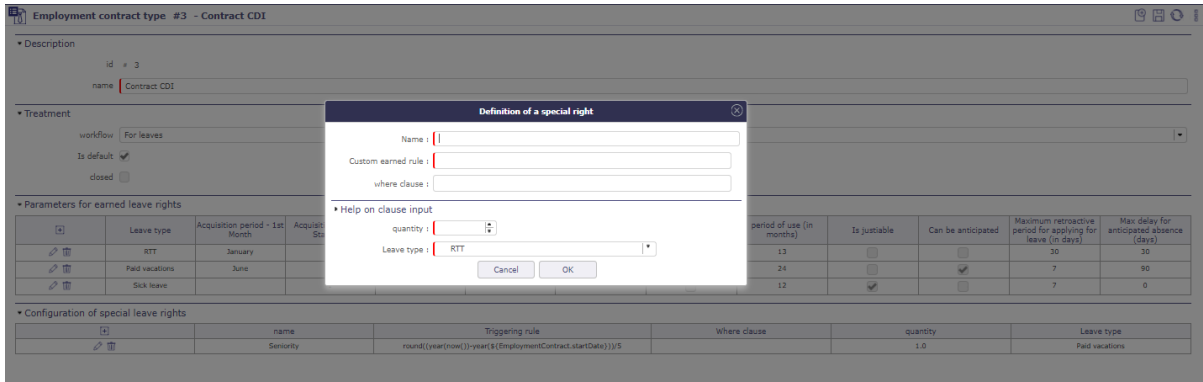 Employment contract type #3 - Contract CDI
Description
id # 3
name Contract CDI
Treatment
workflow For leaves
Is default
closed
Definition of a special right
Name :
Custom earned rule :
where clause :
Help on clause input
quantity :
Leave type : RTT
Cancel OK
Parameters for earned leave rights
Leave type Acquisition period - 1st Month period of use (in months) Is justiable Can be anticipated Maximum retroactive period for applying for leave (in days) Max delay for anticipated absence (days)
RTT January 13 30 30
Paid vacations June 24 7 90
Sick leave 12 7 0
Configuration of special leave rights
name Triggering rule Where clause quantity Leave type
Seniority round((year(now())-year(${EmploymentContract.startDate}))/5 1.0 Paid vacations